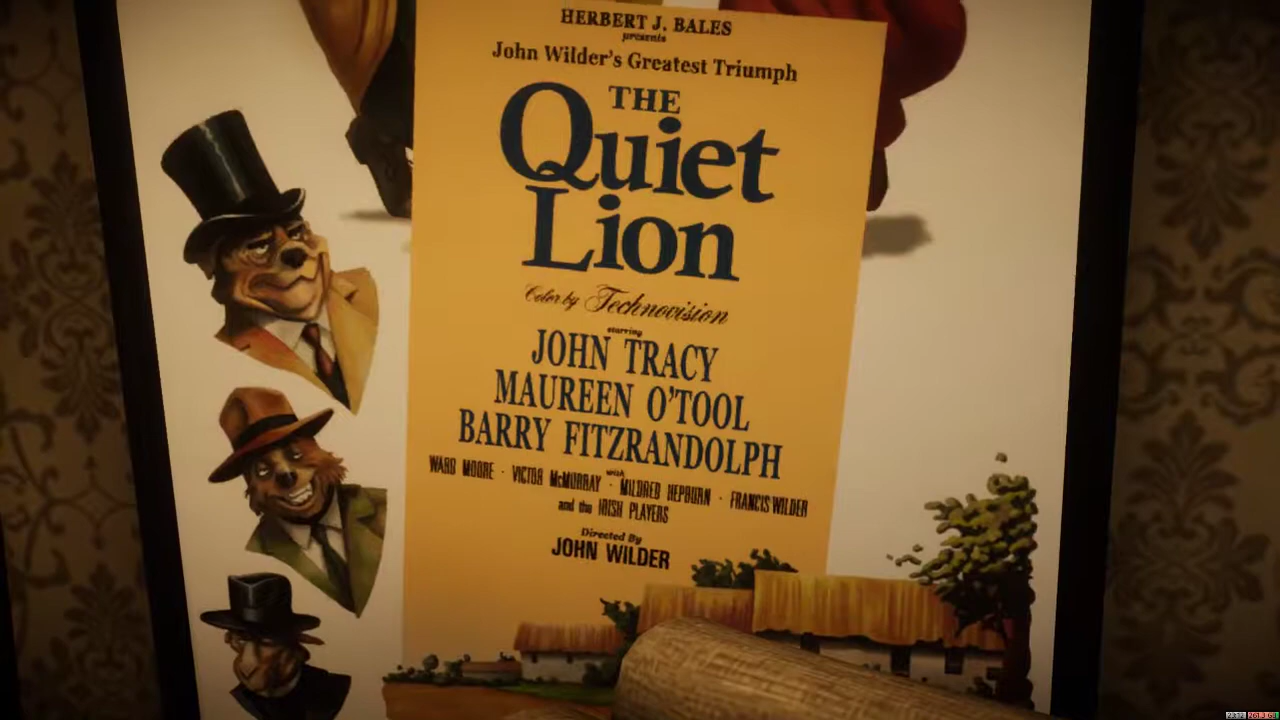 HERBERT J. BALES
presents
John Wilder's Greatest Triumph
THE
Quiet
Lion
Color by Technovision
starring
JOHN TRACY
MAUREEN O'TOOL
BARRY FITZRANDOLPH
with
WARD MOORE · VICTOR McMURRAY · MILDRED HEPBURN · FRANCIS WILDER
and the IRISH PLAYERS
Directed By
JOHN WILDER